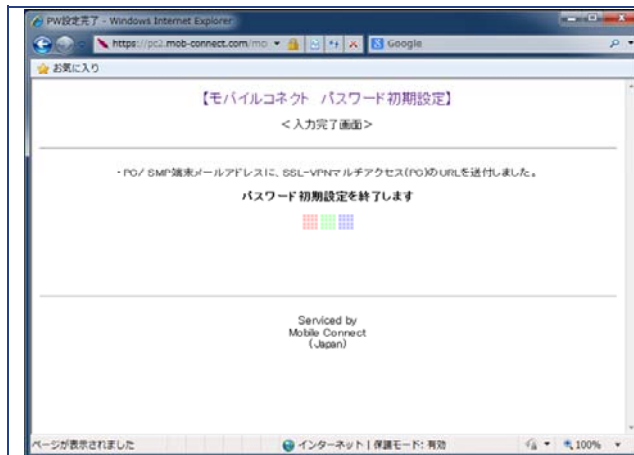 PW設定完了 - Windows Internet Explorer
https://pc2.mob-connect.com/mo
Google
お気に入り
【モバイルコネクト パスワード初期設定】
<入力完了画面>
・PC/SMP端末メールアドレスに、SSL-VPNマルチアクセス(PC)のURLを送付しました。
パスワード初期設定を終了します
Serviced by
Mobile Connect
(Japan)
ページが表示されました
インターネット | 保護モード: 有効
100%